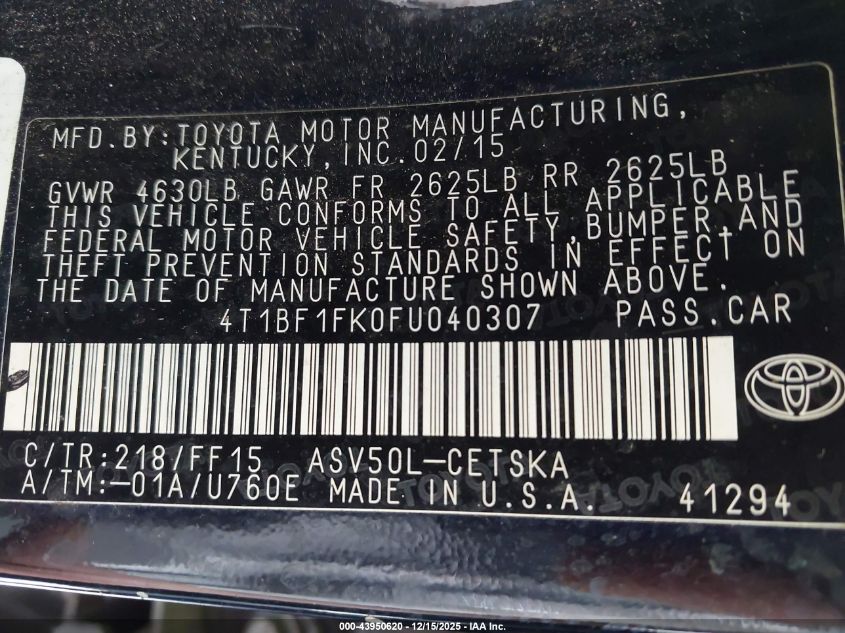 MFD.BY:TOYOTA MOTOR MANUFACTURING,
KENTUCKY,INC.02/15
GVWR 4630LB GAWR FR 2625LB RR 2625LB
THIS VEHICLE CONFORMS TO ALL APPLICABLE
FEDERAL MOTOR VEHICLE SAFETY,BUMPER,AND
THEFT PREVENTION STANDARDS IN EFFECT ON
THE DATE OF MANUFACTURE SHOWN ABOVE.
4T1BF1FK0FU040307 PASS.CAR
C/TR:218/FF15 ASV50L-CETSKA
A/TM:-01A/U760E MADE IN U.S.A. 41294
000-43950620 - 12/15/2025 - IAA Inc.